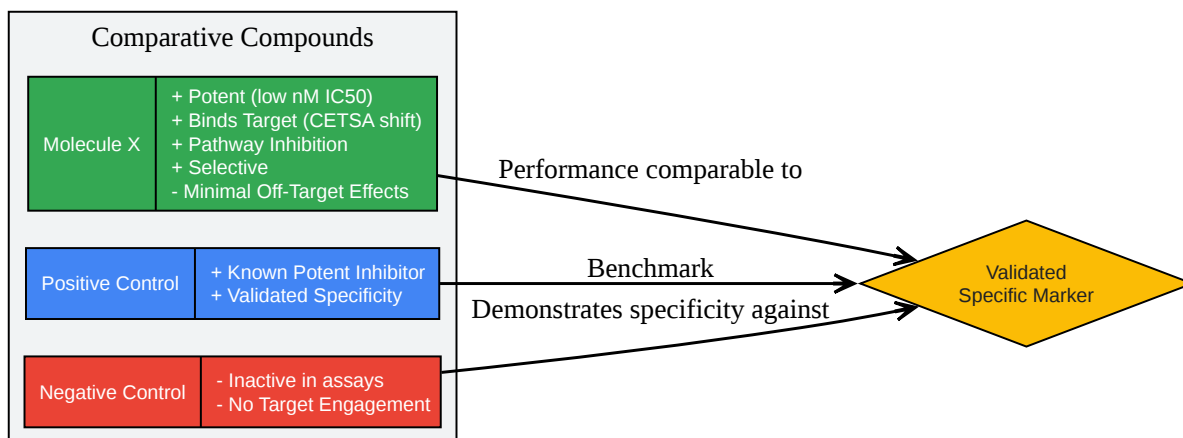 Comparative Compounds
Molecule X
+ Potent (low nM IC50)
+ Binds Target (CETSA shift)
+ Pathway Inhibition
+ Selective
- Minimal Off-Target Effects
Performance comparable to
Positive Control
+ Known Potent Inhibitor
+ Validated Specificity
Benchmark
Demonstrates specificity against
Negative Control
- Inactive in assays
- No Target Engagement
Validated
Specific Marker